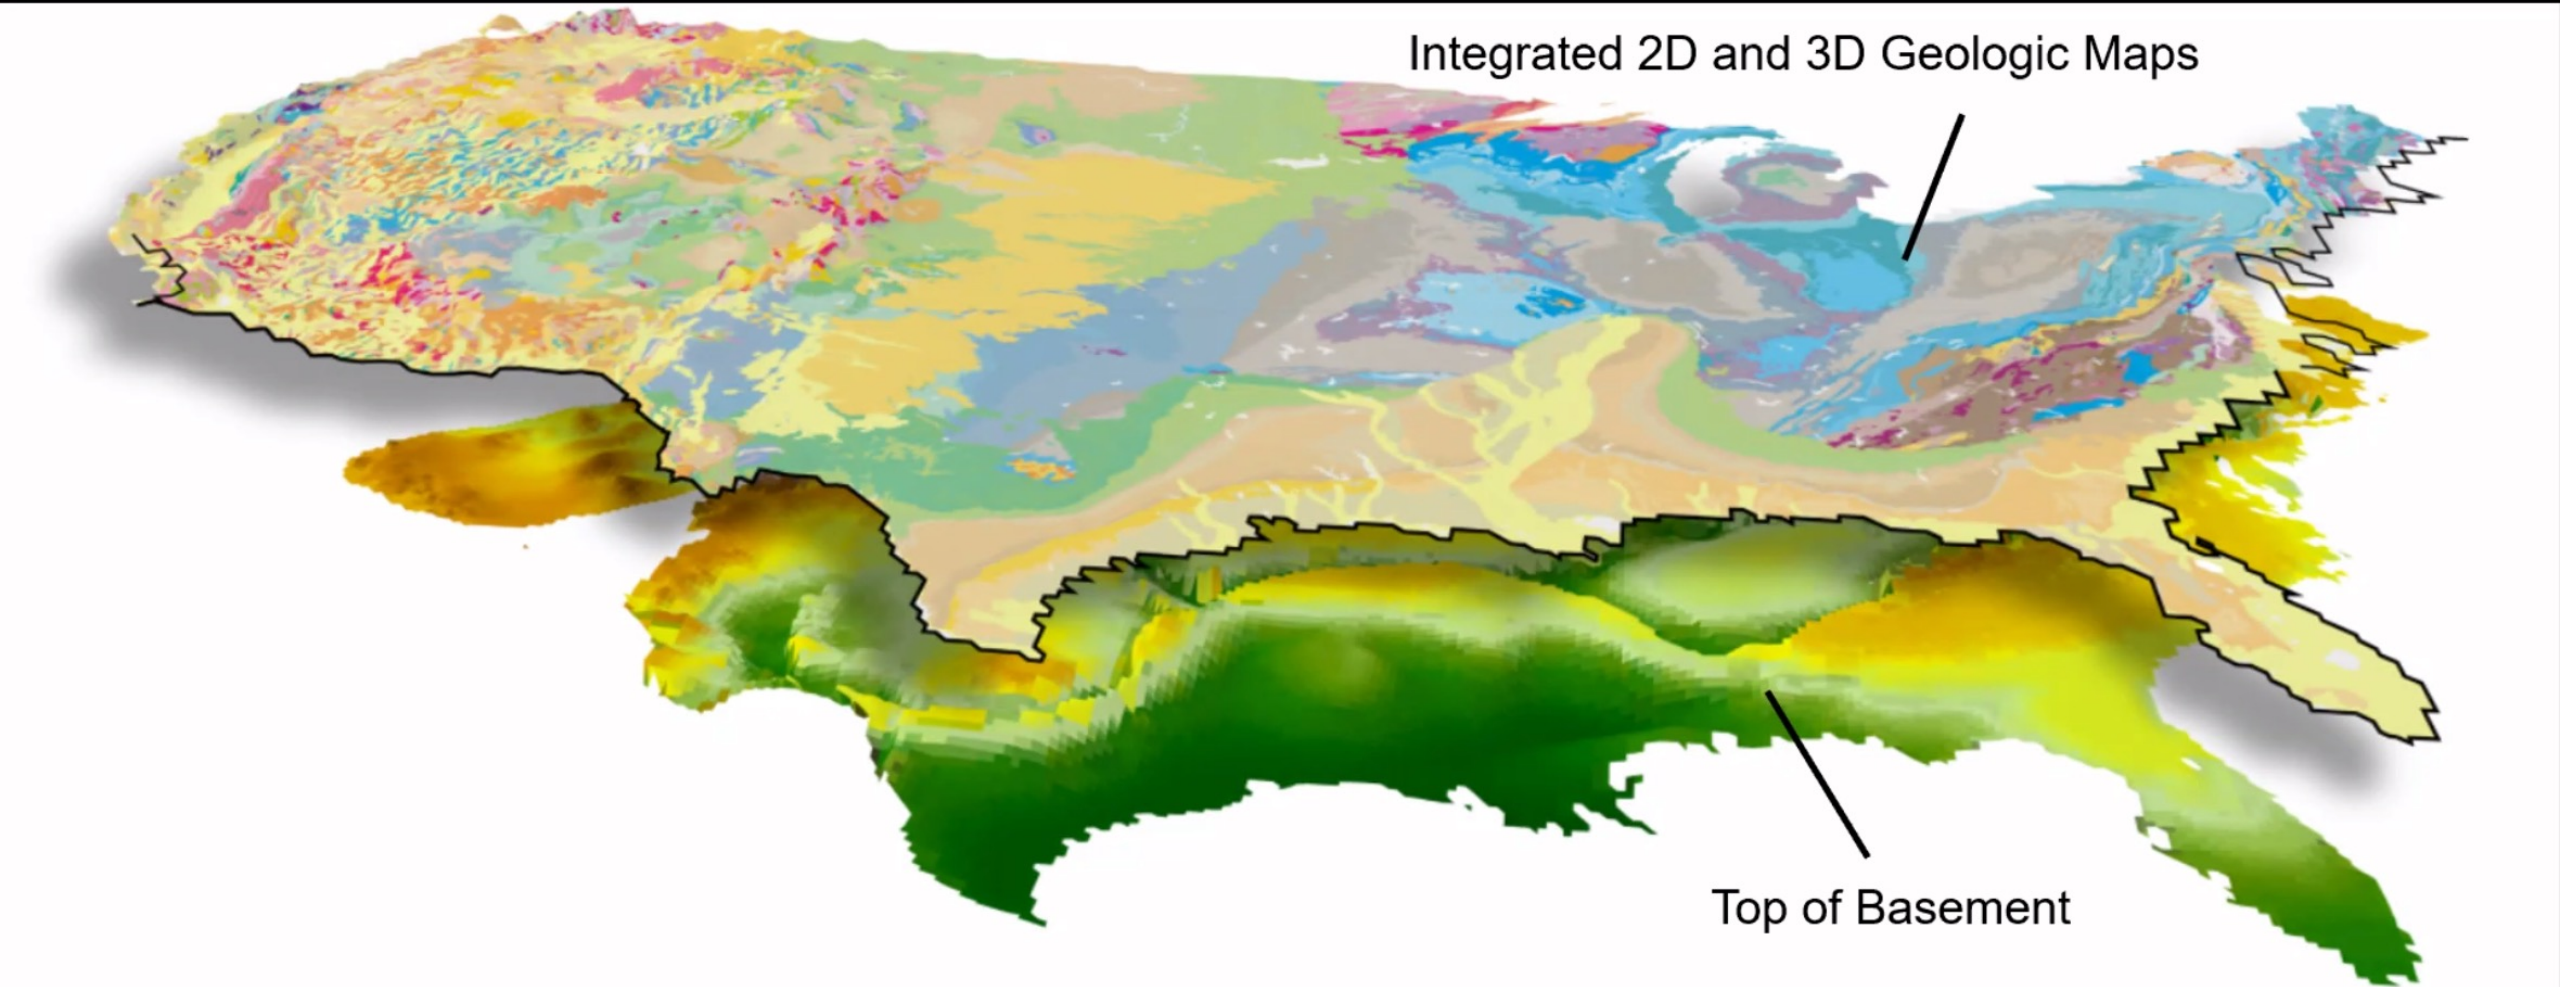 Integrated 2D and 3D Geologic Maps
Top of Basement